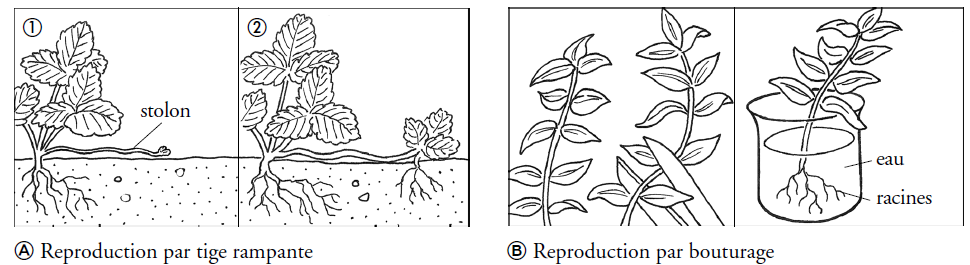 ①
②
stolon
Ⓐ Reproduction par tige rampante
eau
racines
Ⓑ Reproduction par bouturage